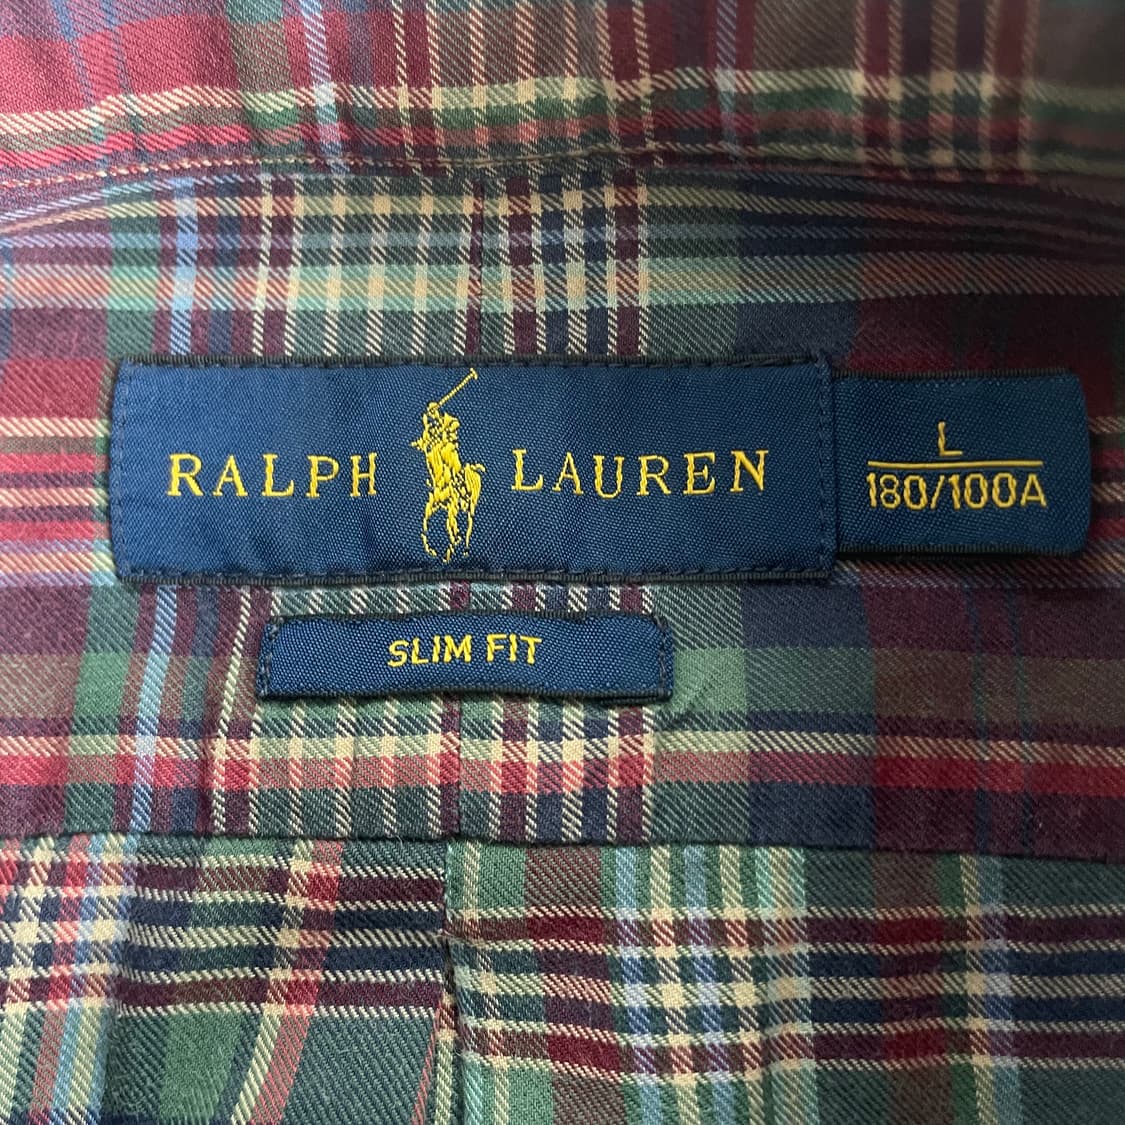 RALPH LAUREN
L
180/100A
SLIM FIT